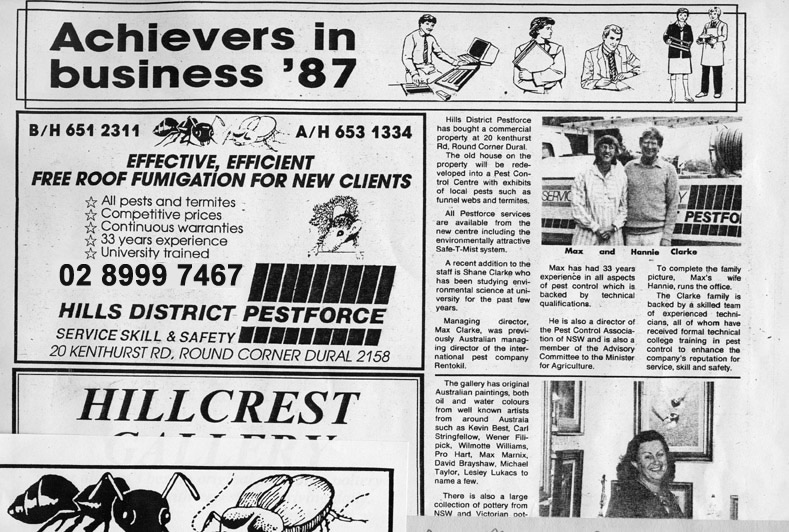 Achievers in
business '87
B/H 651 2311
A/H 653 1334
EFFECTIVE, EFFICIENT
FREE ROOF FUMIGATION FOR NEW CLIENTS
☆ All pests and termites
☆ Competitive prices
☆ Continuous warranties
☆ 33 years experience
☆ University trained
02 8999 7467
HILLS DISTRICT PESTFORCE
SERVICE SKILL & SAFETY
20 KENTHURST RD, ROUND CORNER DURAL 2158
HILLCREST
GALLERY
Hills District Pestforce
has bought a commercial
property at 20 kenthurst
Rd, Round Corner Dural.
The old house on the
property will be rede-
veloped into a Pest Con-
trol Centre with exhibits
of local pests such as
funnel webs and termites.
All Pestforce services
are available from the
new centre including the
environmentally attractive
Safe-T-Mist system.
A recent addition to the
staff is Shane Clarke who
has been studying envi-
ronmental science at uni-
versity for the past few
years.
Managing director,
Max Clarke, was prev-
iously Australian manag-
ing director of the inter-
national pest company
Rentokil.
SERVIC
PESTFO
Max and Hannie Clarke
Max has had 33 years
experience in all aspects
of pest control which is
backed by technical
qualifications.
He is also a director of
the Pest Control Associa-
tion of NSW and is also a
member of the Advisory
Committee to the Minister
for Agriculture.
To complete the family
picture, Max's wife
Hannie, runs the office.
The Clarke family is
backed by a skilled team
of experienced techni-
cians, all of whom have
received formal technical
college training in pest
control to enhance the
company's reputation for
service, skill and safety.
The gallery has original
Australian paintings, both
oil and water colours
from well known artists
from around Austraia
such as Kevin Best, Carl
Stringfellow, Wener Fili-
pick, Wilmotte Williams,
Pro Hart, Max Marnix,
David Brayshaw, Michael
Taylor, Lesley Lukacs to
name a few.
There is also a large
collection of pottery from
NSW and Victorian pot-